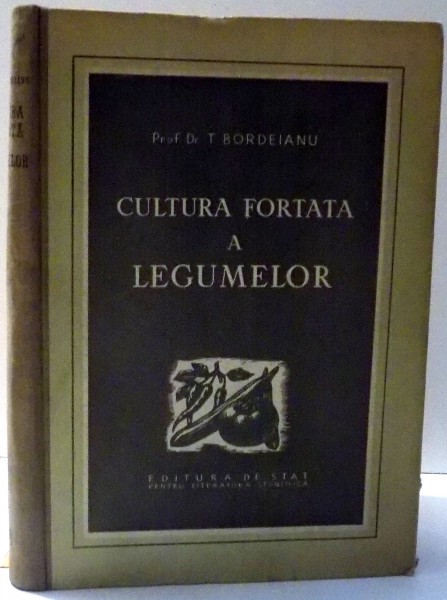 Prof. Dr. T. BORDEIANU
CULTURA FORTATA
A
LEGUMELOR
EDITURA DE STAT
PENTRU LITERATURA STIINTIFICA